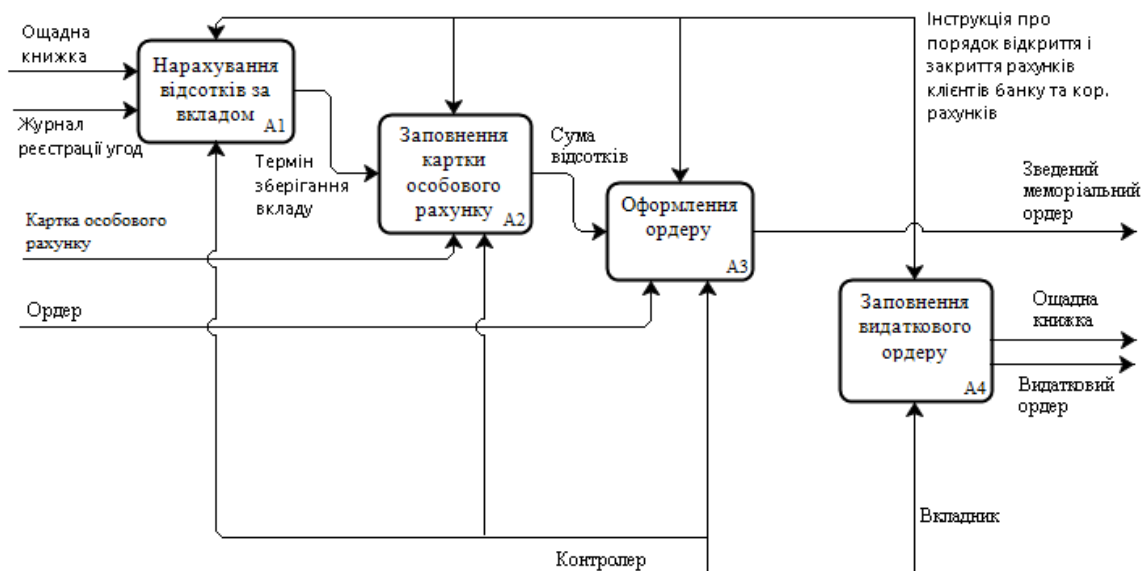 Ощадна
книжка
Журнал
реєстрації угод
Нарахування
відсотків за
вкладом
A1
Термін
зберігання
вкладу
Картка особового
рахунку
Ордер
Заповнення
картки
особового
рахунку
A2
Сума
відсотків
Оформлення
ордеру
A3
Інструкція про
порядок відкриття і
закриття рахунків
клієнтів банку та кор.
рахунків
Зведений
меморіальний
ордер
Заповнення
видаткового
ордеру
A4
Ощадна
книжка
Видатковий
ордер
Вкладник
Контролер